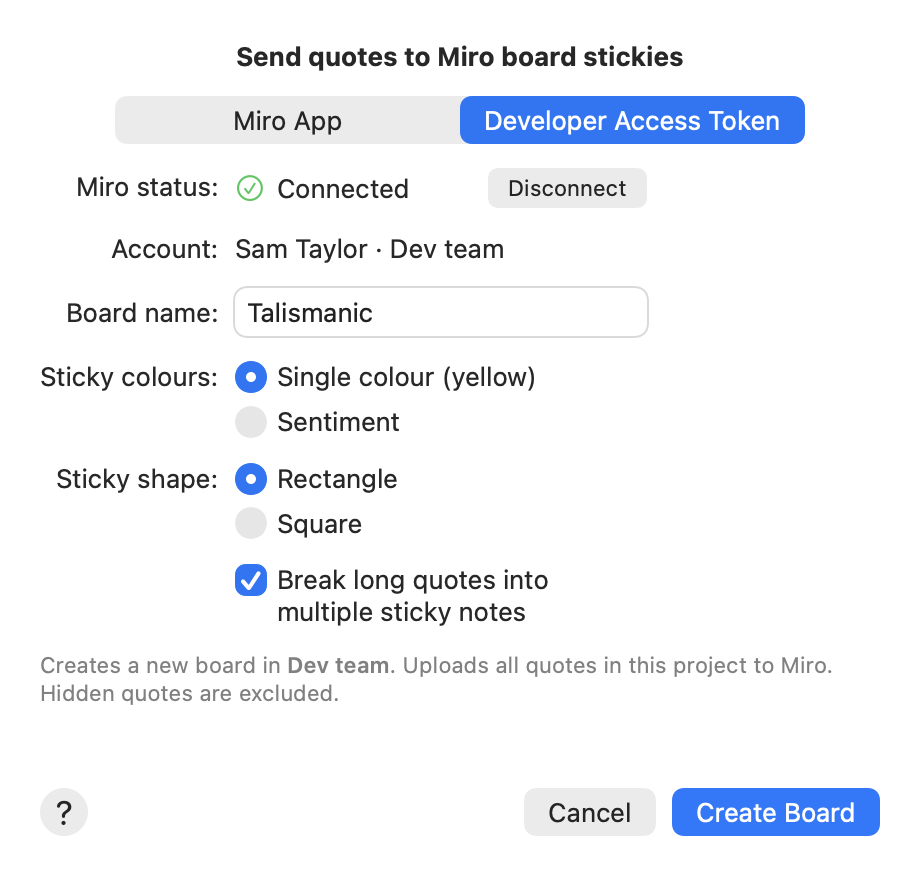 Send quotes to Miro board stickies
Miro App
Developer Access Token
Miro status: Connected
Disconnect
Account: Sam Taylor · Dev team
Board name: Talismanic
Sticky colours: Single colour (yellow)
Sentiment
Sticky shape: Rectangle
Square
Break long quotes into
multiple sticky notes
Creates a new board in Dev team. Uploads all quotes in this project to Miro.
Hidden quotes are excluded.
?
Cancel
Create Board